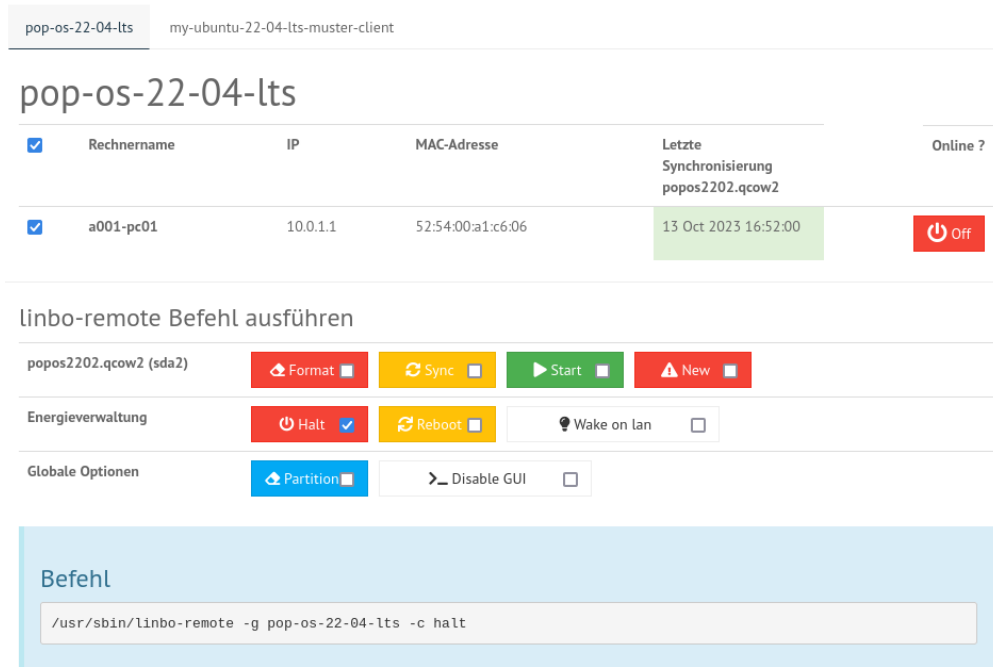 pop-os-22-04-lts my-ubuntu-22-04-lts-muster-client
pop-os-22-04-lts
Rechnername IP MAC-Adresse Letzte Synchronisierung popos2202.qcow2 Online ?
a001-pc01 10.0.1.1 52:54:00:a1:c6:06 13 Oct 2023 16:52:00 Off
linbo-remote Befehl ausführen
popos2202.qcow2 (sda2) Format Sync Start New
Energieverwaltung Halt Reboot Wake on lan
Globale Optionen Partition Disable GUI
Befehl
/usr/sbin/linbo-remote -g pop-os-22-04-lts -c halt